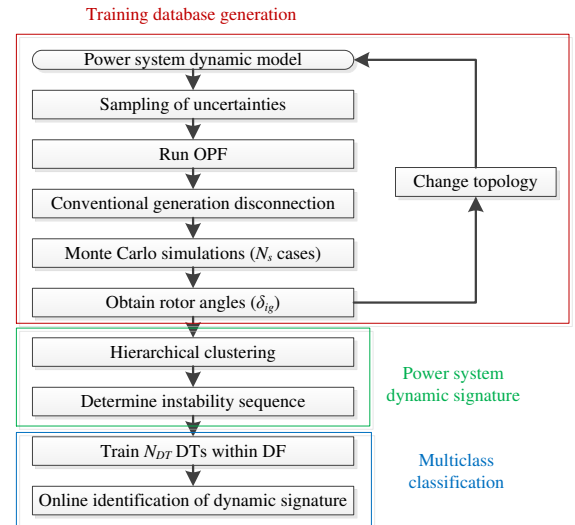 Training database generation
Power system dynamic model
Sampling of uncertainties
Run OPF
Change topology
Conventional generation disconnection
Monte Carlo simulations (Ns cases)
Obtain rotor angles (δig)
Hierarchical clustering
Determine instability sequence
Power system
dynamic signature
Train NDT DTs within DF
Online identification of dynamic signature
Multiclass
classification